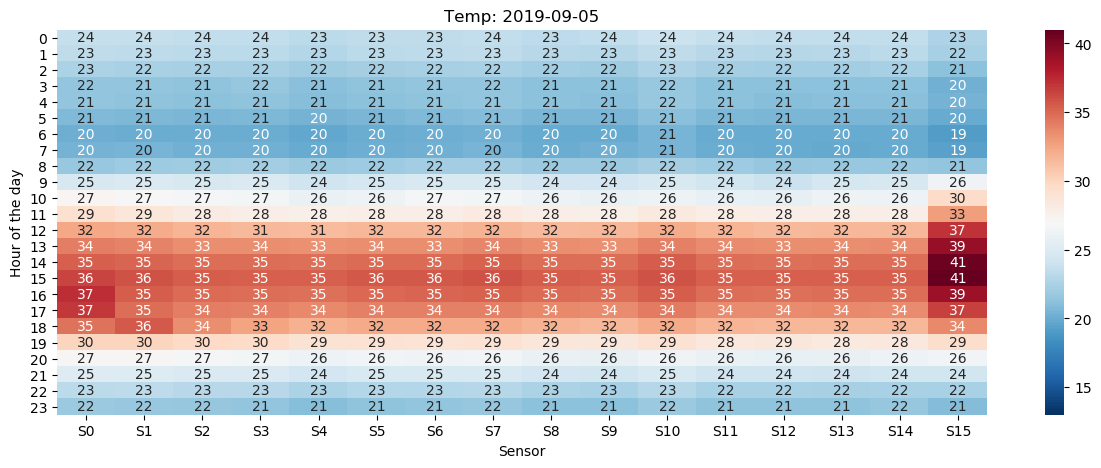 Temp: 2019-09-05
0 24 24 24 24 23 23 23 24 23 24 24 24 24 24 24 23
1 23 23 23 23 23 23 23 23 23 23 23 23 23 23 23 22
2 23 22 22 22 22 22 22 22 22 22 23 22 22 22 22 21
3 22 21 21 22 21 21 21 22 21 21 22 21 21 21 21 20
4 21 21 21 21 21 21 21 21 21 21 22 21 21 21 21 20
5 21 21 21 21 20 21 21 21 21 21 21 21 21 21 21 20
6 20 20 20 20 20 20 20 20 20 20 21 20 20 20 20 19
7 20 20 20 20 20 20 20 20 20 20 21 20 20 20 20 19
8 22 22 22 22 22 22 22 22 22 22 22 22 22 22 22 21
9 25 25 25 25 24 25 25 25 24 24 25 24 24 25 25 26
10 27 27 27 27 26 26 27 27 26 26 26 26 26 26 26 30
11 29 29 28 28 28 28 28 28 28 28 28 28 28 28 28 33
12 32 32 32 31 31 32 32 32 32 32 32 32 32 32 32 37
13 34 34 33 34 33 34 33 34 33 33 34 34 33 34 34 39
14 35 35 35 35 35 35 35 35 35 35 35 35 35 35 35 41
15 36 36 35 35 35 36 35 36 35 35 36 35 35 35 35 41
16 37 35 35 35 35 35 35 35 35 35 35 35 35 35 35 39
17 37 35 34 34 34 34 34 34 34 34 34 34 34 34 34 37
18 35 36 34 33 32 32 32 32 32 32 32 32 32 32 32 34
19 30 30 30 30 29 29 29 29 29 29 29 28 29 28 28 29
20 27 27 27 27 26 26 26 26 26 26 26 26 26 26 26 26
21 25 25 25 25 24 25 25 25 24 24 25 24 24 24 24 24
22 23 23 23 23 23 23 23 23 23 23 23 22 22 22 22 22
23 22 22 22 22 21 21 21 22 21 21 22 21 21 21 22 21
S0 S1 S2 S3 S4 S5 S6 S7 S8 S9 S10 S11 S12 S13 S14 S15
Sensor
Hour of the day
40
35
30
25
20
15